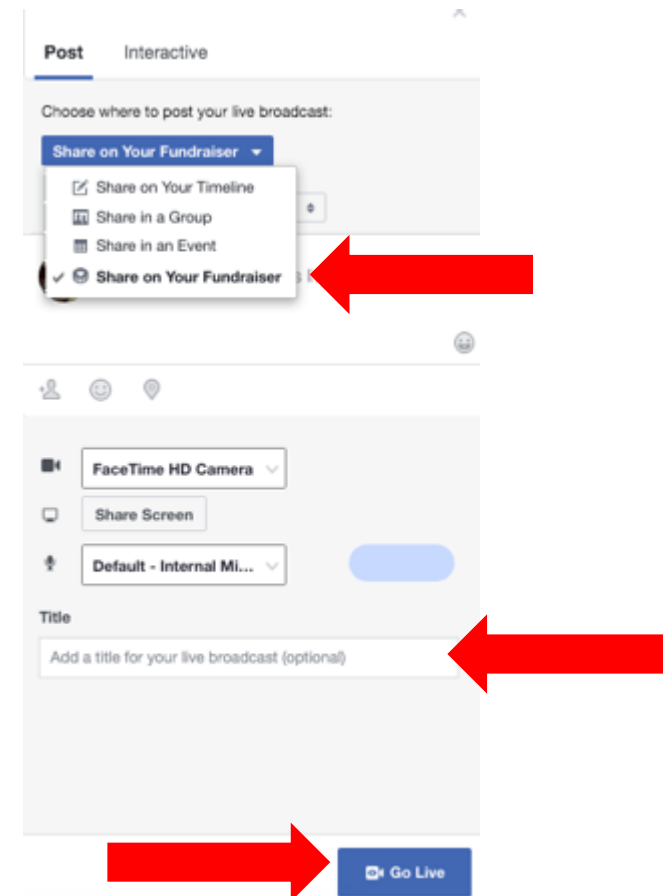 Post Interactive
Choose where to post your live broadcast:
Share on Your Fundraiser
Share on Your Timeline
Share in a Group
Share in an Event
Share on Your Fundraiser
FaceTime HD Camera
Share Screen
Default - Internal Mi...
Title
Add a title for your live broadcast (optional)
Go Live